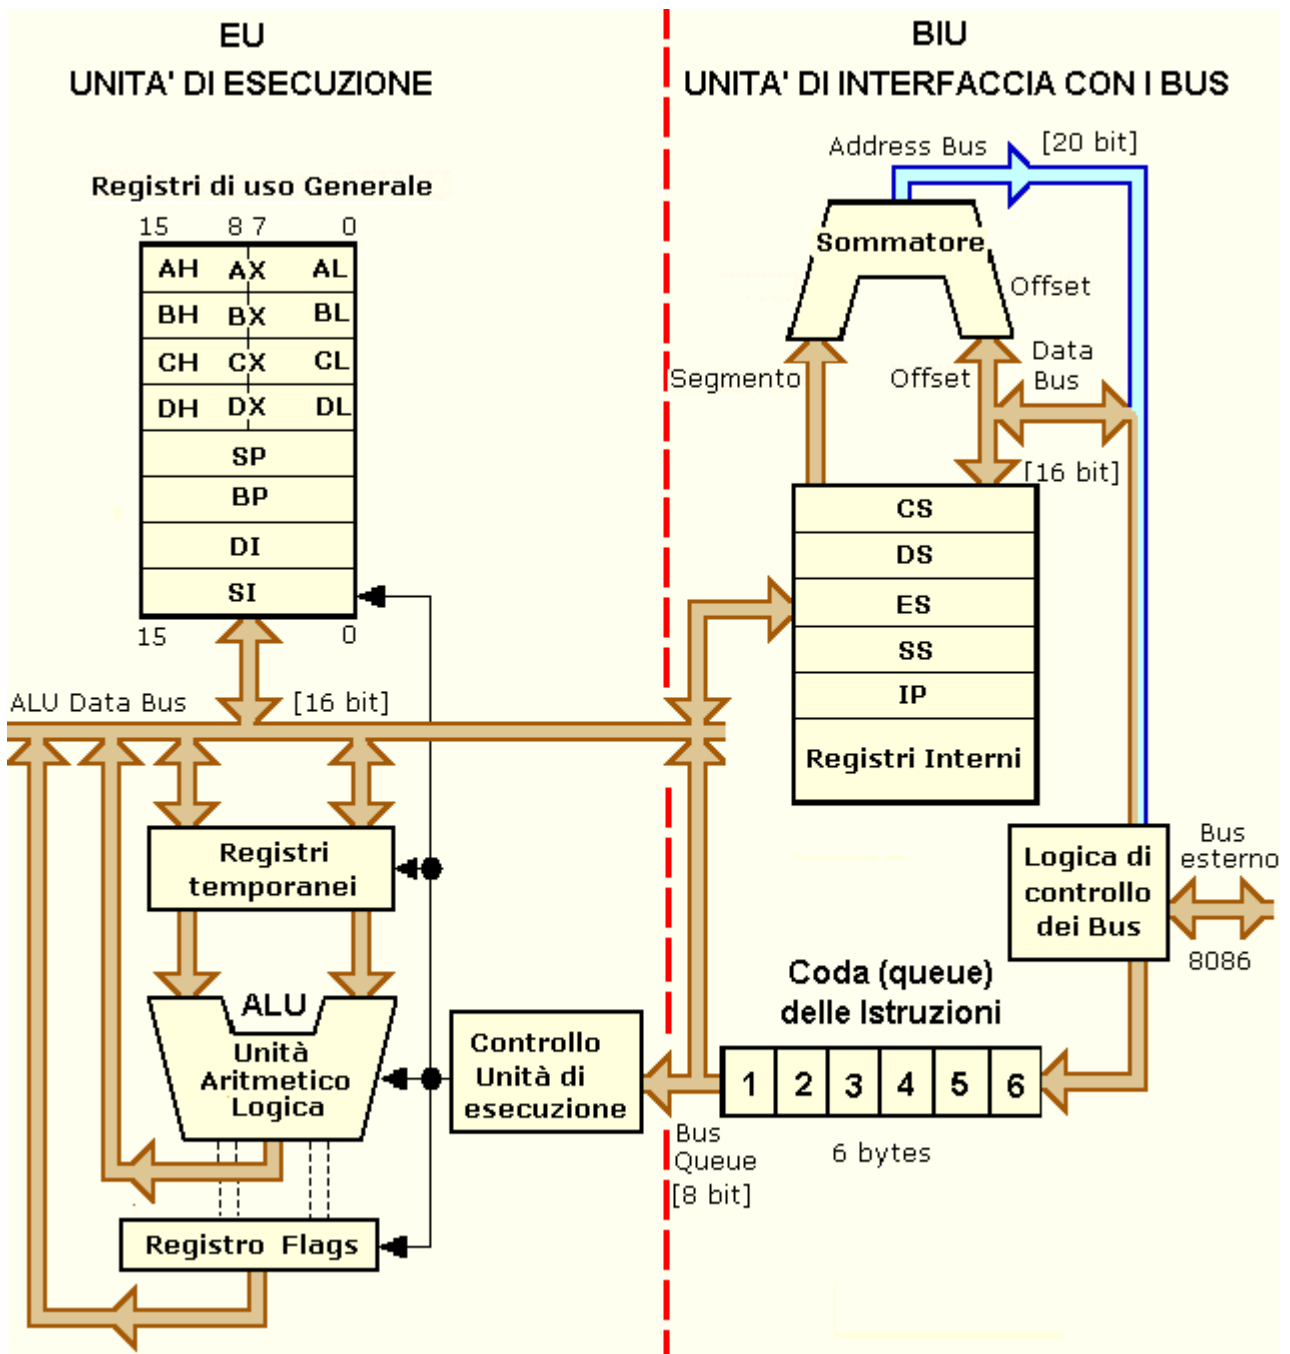 EU
UNITA' DI ESECUZIONE
Registri di uso Generale
15 8 7 0
AH AX AL
BH BX BL
CH CX CL
DH DX DL
SP
BP
DI
SI
15 0
ALU Data Bus [16 bit]
Registri
temporanei
ALU
Unità
Aritmetico
Logica
Registro Flags
Controllo
Unità di
esecuzione
BIU
UNITA' DI INTERFACCIA CON I BUS
Address Bus [20 bit]
Sommatore
Offset
Segmento
Offset
Data
Bus
[16 bit]
CS
DS
ES
SS
IP
Registri Interni
Logica di
controllo
dei Bus
Bus
esterno
8086
Coda (queue)
delle Istruzioni
1 2 3 4 5 6
6 bytes
Bus
Queue
[8 bit]